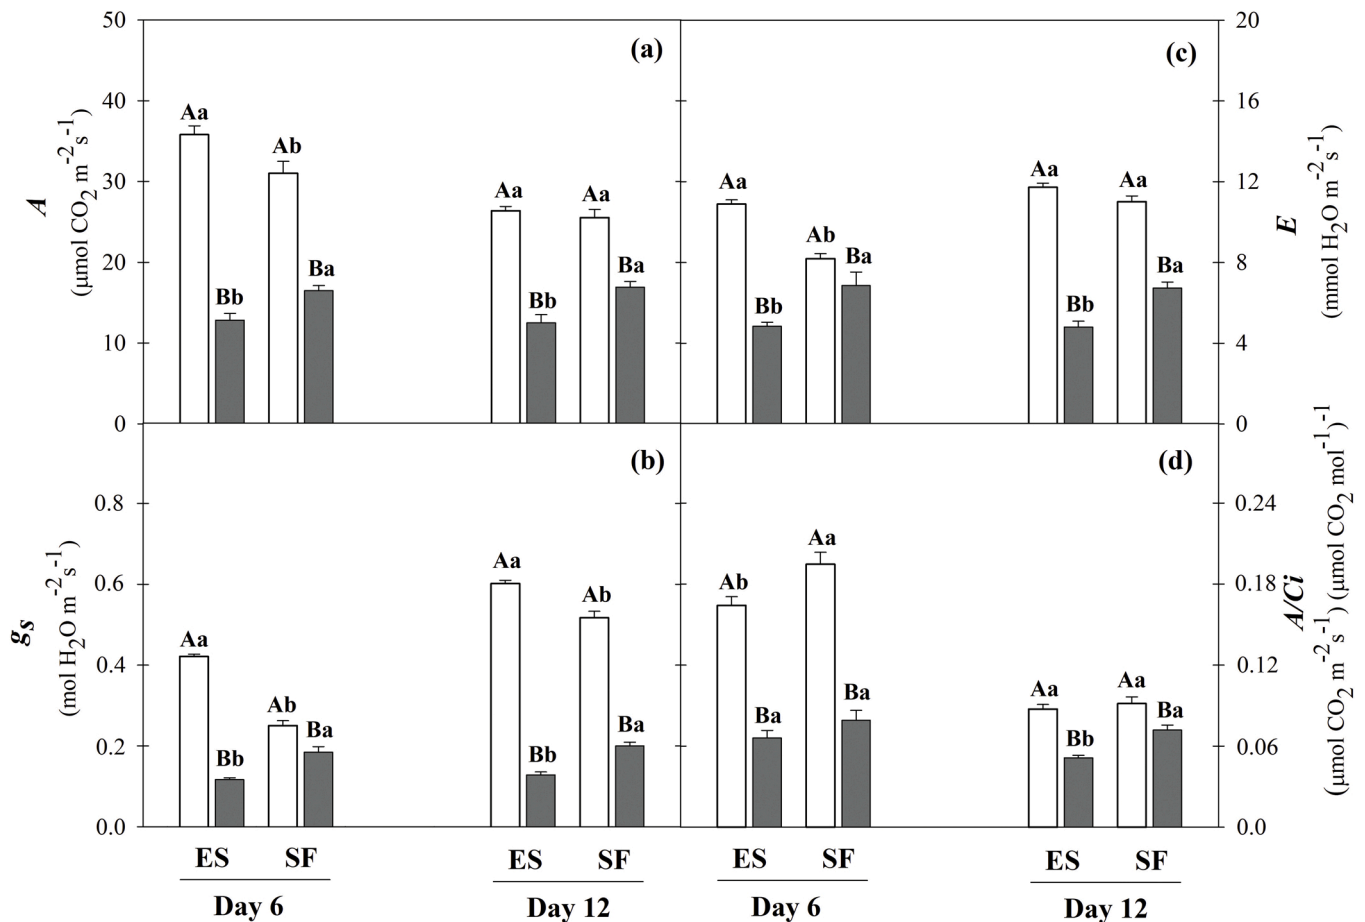 50
(a)
40
30
20
10
0
Aa
Ab
Bb
Ba
Aa
Aa
Bb
Ba
A
(μmol CO2 m-2s-1)
(c)
20
16
12
8
4
0
Aa
Ab
Bb
Ba
Aa
Aa
Bb
Ba
E
(mmol H2O m-2s-1)
(b)
0.8
0.6
0.4
0.2
0.0
Aa
Ab
Bb
Ba
Aa
Ab
Bb
Ba
gs
(mol H2O m-2s-1)
(d)
0.24
0.18
0.12
0.06
0.0
Ab
Aa
Ba
Ba
Aa
Aa
Bb
Ba
A/Ci
(μmol CO2 m-2s-1) (μmol CO2 mol-1)-1
ES SF ES SF ES SF ES SF
Day 6 Day 12 Day 6 Day 12